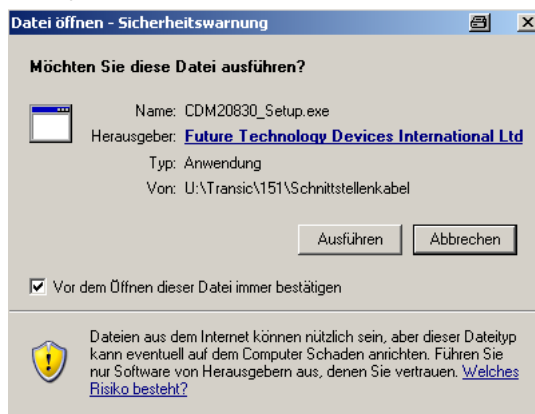 Datei öffnen - Sicherheitswarnung
Möchten Sie diese Datei ausführen?
Name: CDM20830_Setup.exe
Herausgeber: Future Technology Devices International Ltd
Typ: Anwendung
Von: U:\Transic\151\Schnittstellenkabel
Ausführen Abbrechen
Vor dem Öffnen dieser Datei immer bestätigen
Dateien aus dem Internet können nützlich sein, aber dieser Dateityp
kann eventuell auf dem Computer Schaden anrichten. Führen Sie
nur Software von Herausgebern aus, denen Sie vertrauen. Welches
Risiko besteht?